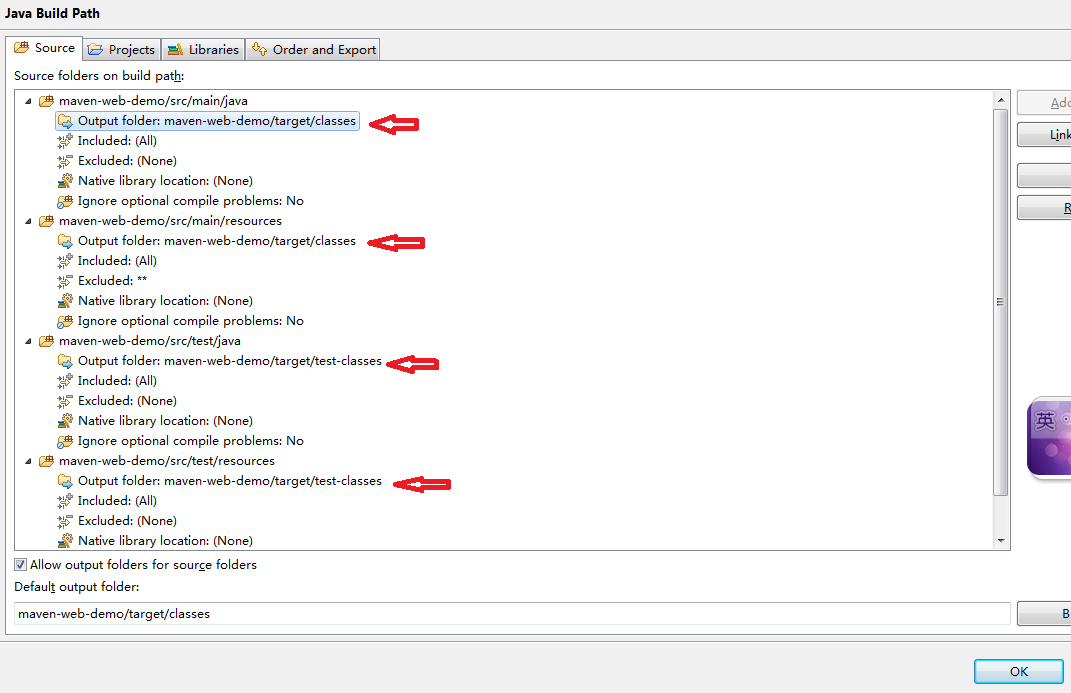 Java Build Path
Source Projects Libraries Order and Export
Source folders on build path:
maven-web-demo/src/main/java
Output folder: maven-web-demo/target/classes
Included: (All)
Excluded: (None)
Native library location: (None)
Ignore optional compile problems: No
maven-web-demo/src/main/resources
Output folder: maven-web-demo/target/classes
Included: (All)
Excluded: **
Native library location: (None)
Ignore optional compile problems: No
maven-web-demo/src/test/java
Output folder: maven-web-demo/target/test-classes
Included: (All)
Excluded: (None)
Native library location: (None)
Ignore optional compile problems: No
maven-web-demo/src/test/resources
Output folder: maven-web-demo/target/test-classes
Included: (All)
Excluded: (None)
Native library location: (None)
Add
Link
R
英
Allow output folders for source folders
Default output folder:
maven-web-demo/target/classes
B
OK